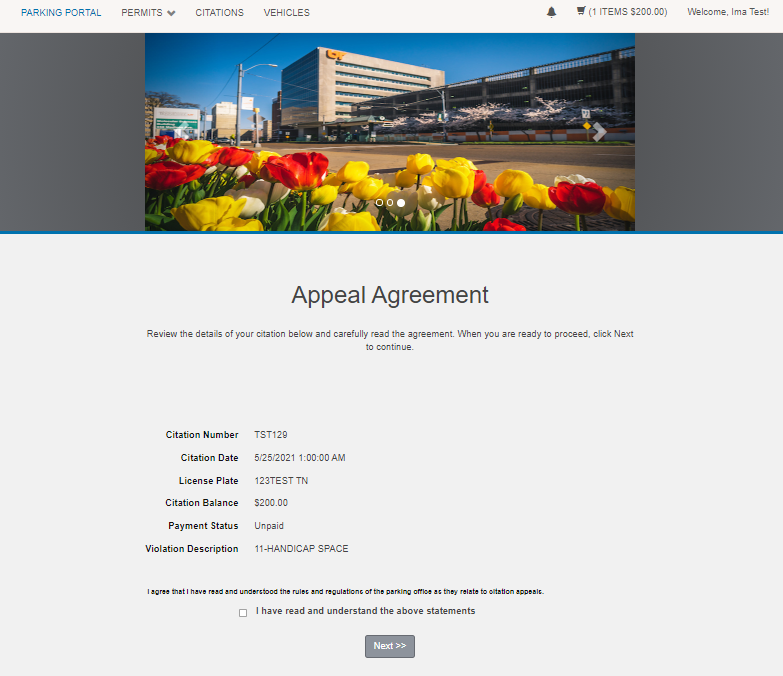 PARKING PORTAL PERMITS CITATIONS VEHICLES (1 ITEMS $200.00) Welcome, Ima Test!
Appeal Agreement
Review the details of your citation below and carefully read the agreement. When you are ready to proceed, click Next
to continue.
Citation Number TST129
Citation Date 5/25/2021 1:00:00 AM
License Plate 123TEST TN
Citation Balance $200.00
Payment Status Unpaid
Violation Description 11-HANDICAP SPACE
I agree that I have read and understood the rules and regulations of the parking office as they relate to citation appeals.
I have read and understand the above statements
Next >>